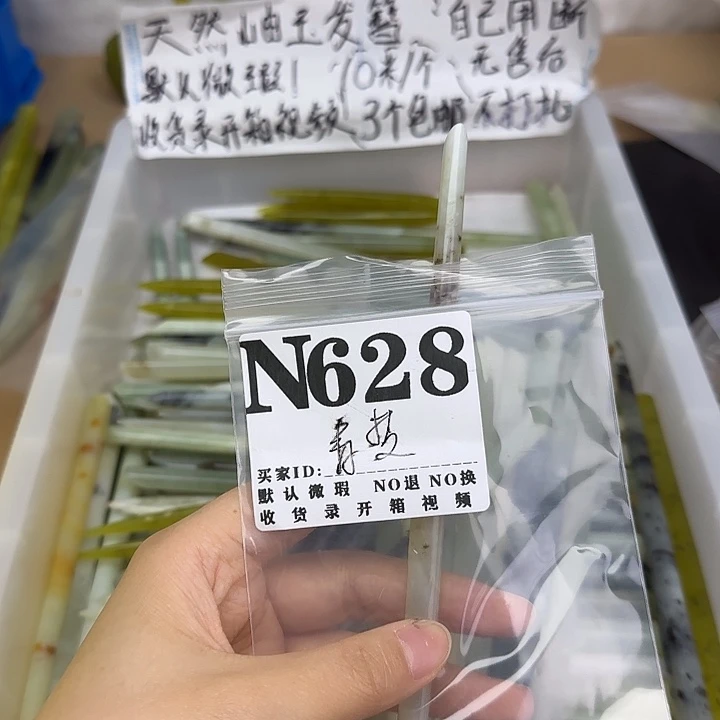 天然岫玉发簪 自己用断
默认微瑕！ 10米/个 无售后
收货录开箱视频 3个包邮 不打孔
N628
买家ID:
默认微瑕 NO退 NO换
收货录开箱视频